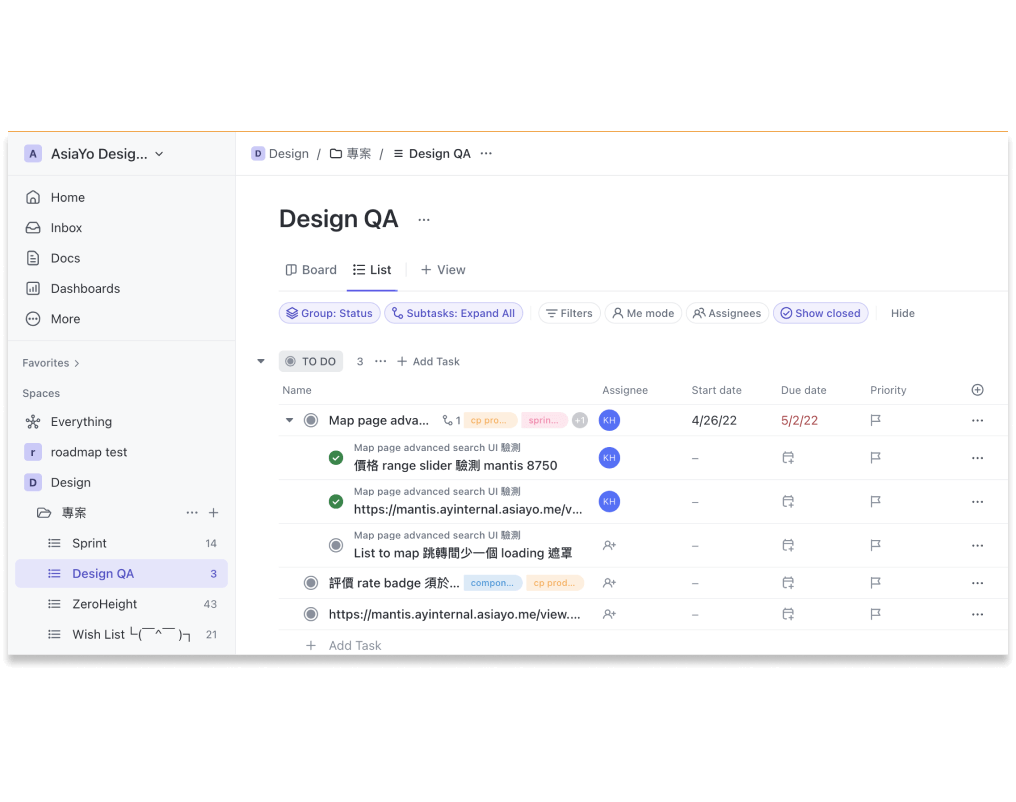 A AsiaYo Desig...
Home
Inbox
Docs
Dashboards
More
Favorites
Spaces
Everything
r roadmap test
D Design
專案
Sprint 14
Design QA 3
ZeroHeight 43
Wish List └(￣^￣ )┐ 21
D Design / 專案 / Design QA ...
Design QA ...
Board List + View
Group: Status Subtasks: Expand All Filters Me mode Assignees Show closed Hide
TO DO 3 ... + Add Task
Name Assignee Start date Due date Priority
Map page adva... 1 cp pro... sprin... +1 KH 4/26/22 5/2/22 ...
Map page advanced search UI 驗測
價格 range slider 驗測 mantis 8750 KH – ...
Map page advanced search UI 驗測
https://mantis.ayinternal.asiayo.me/v... KH – ...
Map page advanced search UI 驗測
List to map 跳轉間少一個 loading 遮罩 – ...
評價 rate badge 須於... compon... cp prod... – ...
https://mantis.ayinternal.asiayo.me/view.... – ...
+ Add Task